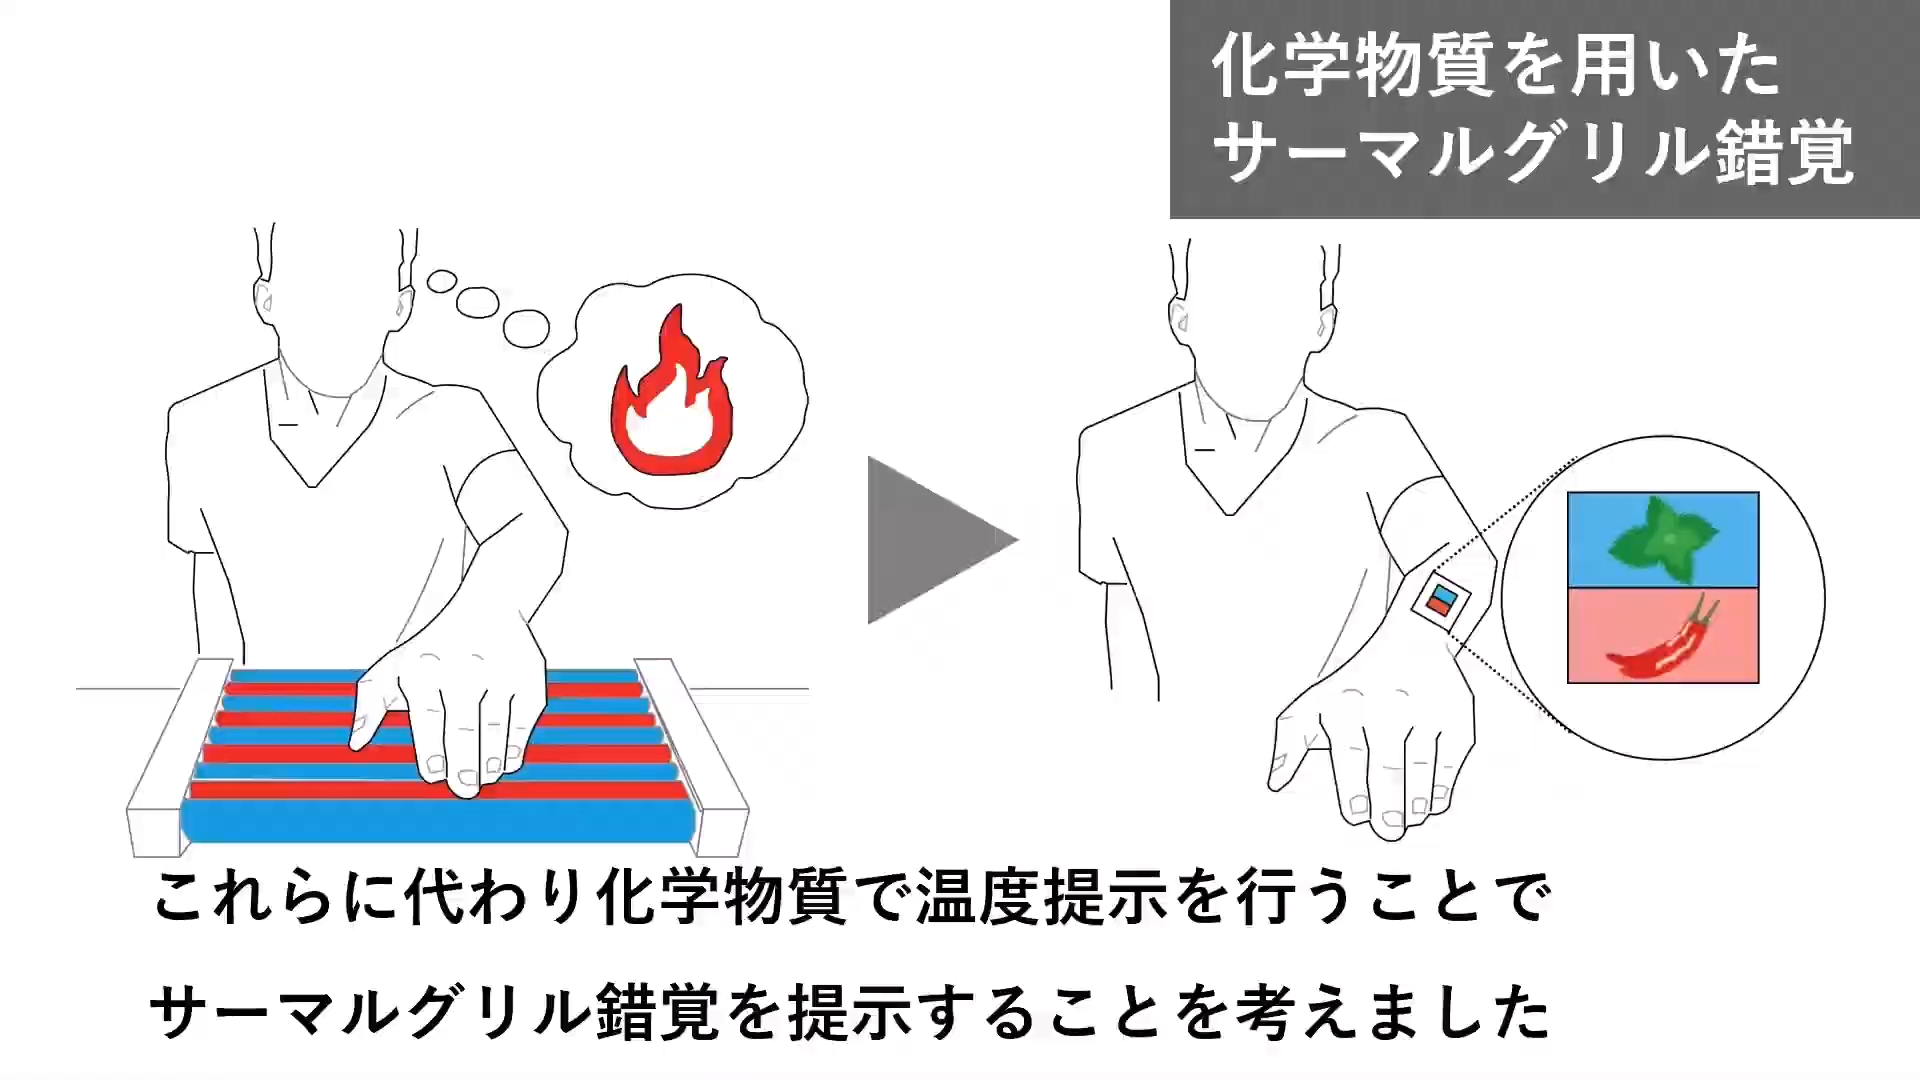 化学物質を用いた
サーマルグリル錯覚
これらに代わり化学物質で温度提示を行うことで
サーマルグリル錯覚を提示することを考えました